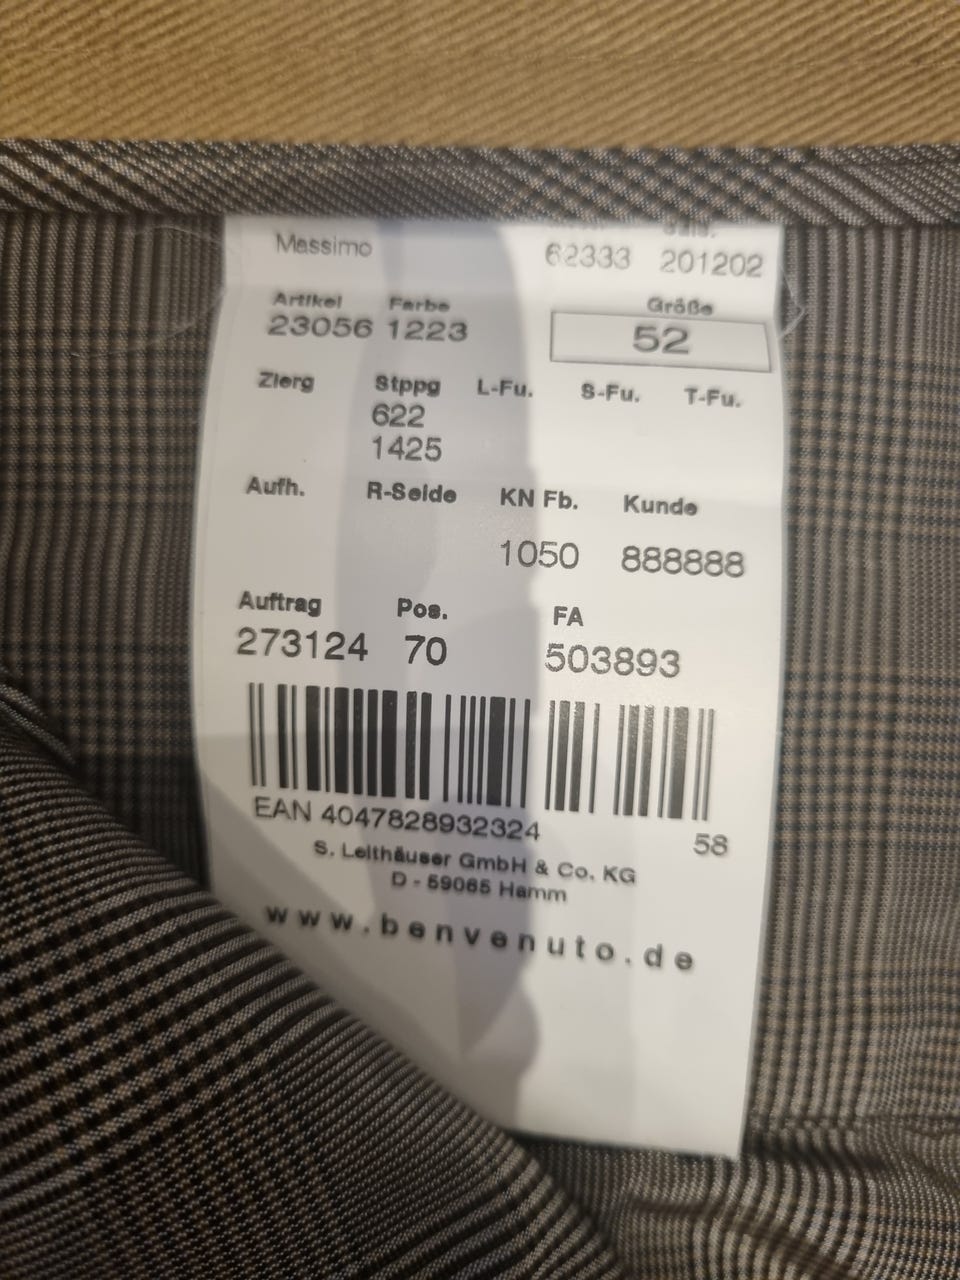 Massimo 62333 201202
Artikel Farbe Größe
23056 1223 52
Zierg Stppg L-Fu. S-Fu. T-Fu.
622
1425
Aufh. R-Seide KN Fb. Kunde
1050 888888
Auftrag Pos. FA
273124 70 503893
EAN 4047828932324 58
S. Leithäuser GmbH & Co. KG
D - 59065 Hamm
www.benvenuto.de